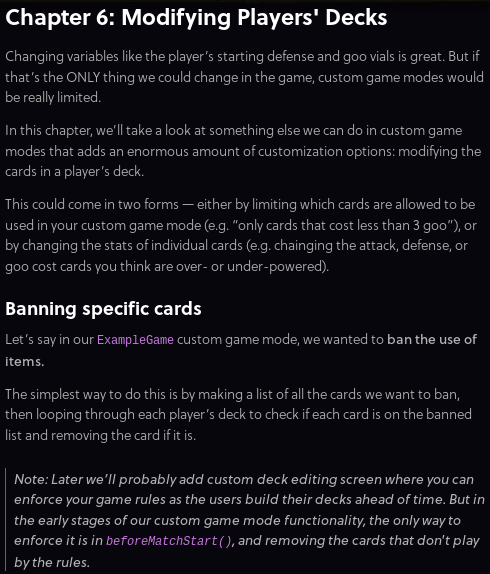 Chapter 6: Modifying Players' Decks
Changing variables like the player's starting defense and goo vials is great. But if
that's the ONLY thing we could change in the game, custom game modes would
be really limited.
In this chapter, we'll take a look at something else we can do in custom game
modes that adds an enormous amount of customization options: modifying the
cards in a player's deck.
This could come in two forms — either by limiting which cards are allowed to be
used in your custom game mode (e.g. "only cards that cost less than 3 goo"), or
by changing the stats of individual cards (e.g. chainging the attack, defense, or
goo cost cards you think are over- or under-powered).
Banning specific cards
Let's say in our ExampleGame custom game mode, we wanted to ban the use of
items.
The simplest way to do this is by making a list of all the cards we want to ban,
then looping through each player's deck to check if each card is on the banned
list and removing the card if it is.
Note: Later we'll probably add custom deck editing screen where you can
enforce your game rules as the users build their decks ahead of time. But in
the early stages of our custom game mode functionality, the only way to
enforce it is in beforeMatchStart(), and removing the cards that don't play
by the rules.